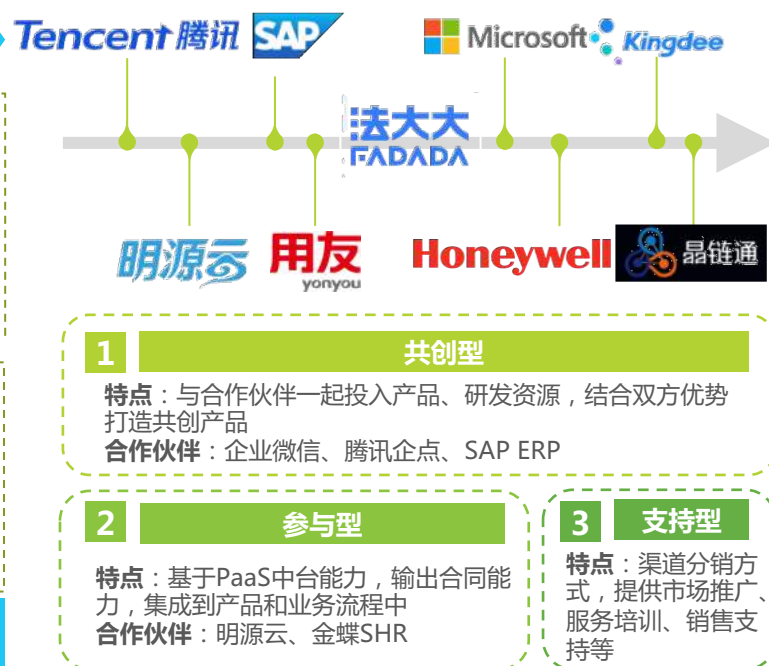 Tencent 腾讯
SAP
Microsoft
Kingdee
法大大
FADADA
明源云
用友
yonyou
Honeywell
晶链通
1
共创型
特点：与合作伙伴一起投入产品、研发资源，结合双方优势
打造共创产品
合作伙伴：企业微信、腾讯企点、SAP ERP
2
参与型
特点：基于PaaS中台能力，输出合同能
力，集成到产品和业务流程中
合作伙伴：明源云、金蝶SHR
3
支持型
特点：渠道分销方
式，提供市场推广、
服务培训、销售支
持等